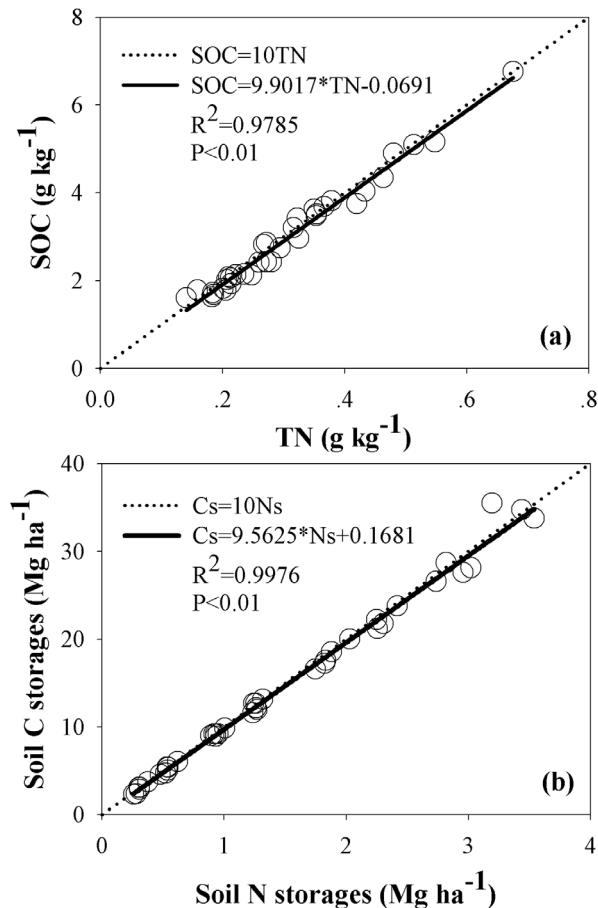 8
6
4
2
0
SOC (g kg⁻¹)
SOC=10TN
SOC=9.9017*TN-0.0691
R²=0.9785
P<0.01
(a)
0.0 .2 .4 .6 .8
TN (g kg⁻¹)
40
30
20
10
0
Soil C storages (Mg ha⁻¹)
Cs=10Ns
Cs=9.5625*Ns+0.1681
R²=0.9976
P<0.01
(b)
0 1 2 3 4
Soil N storages (Mg ha⁻¹)